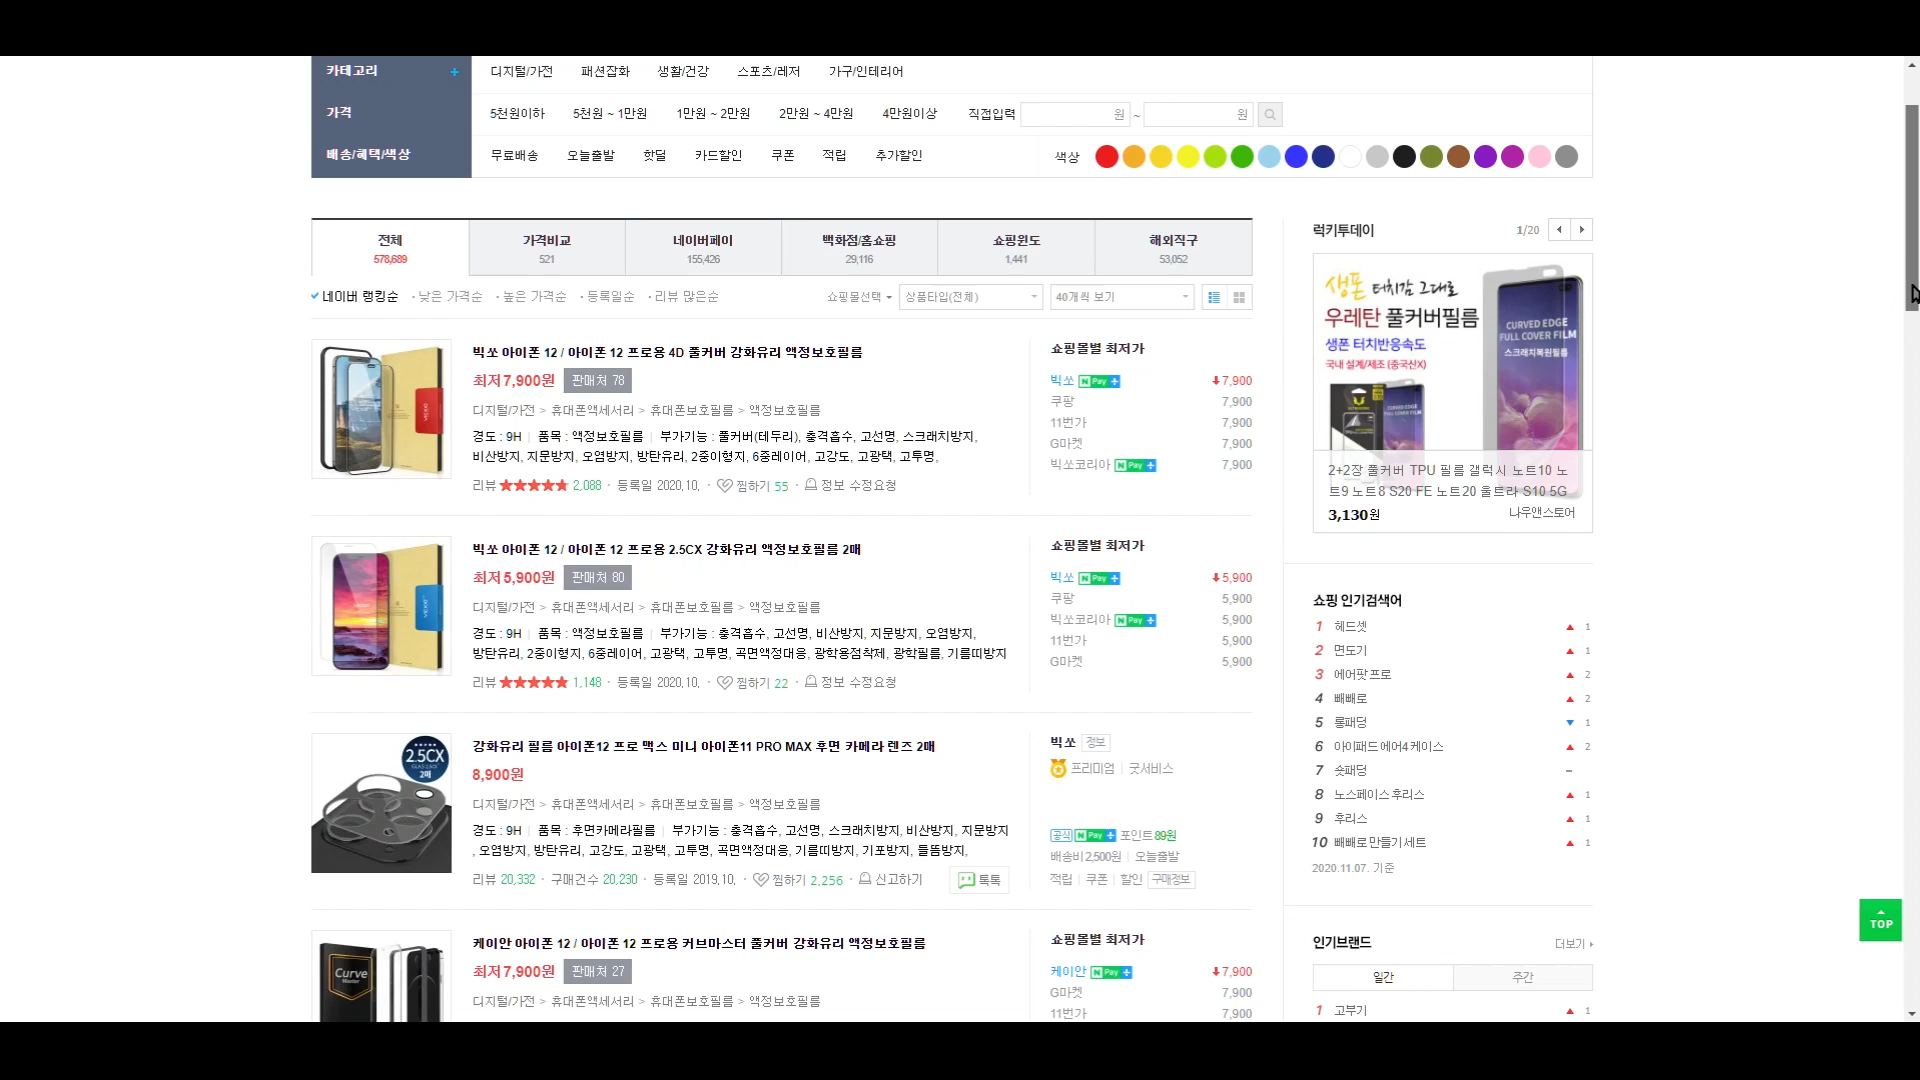 카테고리 +
디지털/가전 패션잡화 생활/건강 스포츠/레저 가구/인테리어
가격
5천원이하 5천원 ~ 1만원 1만원 ~ 2만원 2만원 ~ 4만원 4만원이상 직접입력 원 ~ 원
배송/혜택/색상
무료배송 오늘출발 핫딜 카드할인 쿠폰 적립 추가할인 색상
전체 578,689
가격비교 521
네이버페이 155,426
백화점/홈쇼핑 29,116
쇼핑윈도 1,441
해외직구 53,052
네이버 랭킹순 · 낮은 가격순 · 높은 가격순 · 등록일순 · 리뷰 많은순
쇼핑몰선택 상품타입(전체) 40개씩 보기
빅쏘 아이폰 12 / 아이폰 12 프로용 4D 풀커버 강화유리 액정보호필름
최저 7,900원 판매처 78
디지털/가전 > 휴대폰액세서리 > 휴대폰보호필름 > 액정보호필름
경도 : 9H | 품목 : 액정보호필름 | 부가기능 : 풀커버(테두리), 충격흡수, 고선명, 스크래치방지,
비산방지, 지문방지, 오염방지, 방탄유리, 2중이형지, 6중레이어, 고강도, 고광택, 고투명,
리뷰 2,088 · 등록일 2020.10. · 찜하기 55 · 정보 수정요청
쇼핑몰별 최저가
빅쏘 N Pay + 7,900
쿠팡 7,900
11번가 7,900
G마켓 7,900
빅쏘코리아 N Pay + 7,900
빅쏘 아이폰 12 / 아이폰 12 프로용 2.5CX 강화유리 액정보호필름 2매
최저 5,900원 판매처 80
디지털/가전 > 휴대폰액세서리 > 휴대폰보호필름 > 액정보호필름
경도 : 9H | 품목 : 액정보호필름 | 부가기능 : 충격흡수, 고선명, 비산방지, 지문방지, 오염방지,
방탄유리, 2중이형지, 6중레이어, 고광택, 고투명, 곡면액정대응, 광학용점착제, 광학필름, 기름띠방지
리뷰 1,148 · 등록일 2020.10. · 찜하기 22 · 정보 수정요청
쇼핑몰별 최저가
빅쏘 N Pay + 5,900
쿠팡 5,900
빅쏘코리아 N Pay + 5,900
11번가 5,900
G마켓 5,900
2.5CX
2매
강화유리 필름 아이폰12 프로 맥스 미니 아이폰11 PRO MAX 후면 카메라 렌즈 2매
8,900원
디지털/가전 > 휴대폰액세서리 > 휴대폰보호필름 > 액정보호필름
경도 : 9H | 품목 : 후면카메라필름 | 부가기능 : 충격흡수, 고선명, 스크래치방지, 비산방지, 지문방지
, 오염방지, 방탄유리, 고강도, 고광택, 고투명, 곡면액정대응, 기름띠방지, 기포방지, 들뜸방지,
리뷰 20,332 · 구매건수 20,230 · 등록일 2019.10. · 찜하기 2,256 · 신고하기 톡톡
빅쏘 정보
프리미엄 | 굿서비스
공식 N Pay + 포인트 89원
배송비 2,500원 | 오늘출발
적립 | 쿠폰 | 할인 구매정보
Curve
Master
케이안 아이폰 12 / 아이폰 12 프로용 커브마스터 풀커버 강화유리 액정보호필름
최저 7,900원 판매처 27
디지털/가전 > 휴대폰액세서리 > 휴대폰보호필름 > 액정보호필름
쇼핑몰별 최저가
케이안 N Pay + 7,900
G마켓 7,900
11번가 7,900
럭키투데이 1/20
생폰 터치감 그대로
우레탄 풀커버필름
생폰 터치반응속도
국내 설계/제조 (중국산X)
CURVED EDGE
FULL COVER FILM
스크래치복원필름
2+2장 풀커버 TPU 필름 갤럭시 노트10 노
트9 노트8 S20 FE 노트20 울트라 S10 5G
3,130원 나우앤스토어
쇼핑 인기검색어
1 헤드셋 1
2 면도기 1
3 에어팟 프로 2
4 빼빼로 2
5 롱패딩 1
6 아이패드 에어4 케이스 2
7 숏패딩 –
8 노스페이스 후리스 1
9 후리스 1
10 빼빼로 만들기 세트 1
2020.11.07. 기준
TOP
인기브랜드 더보기
일간 주간
1 고부기 1